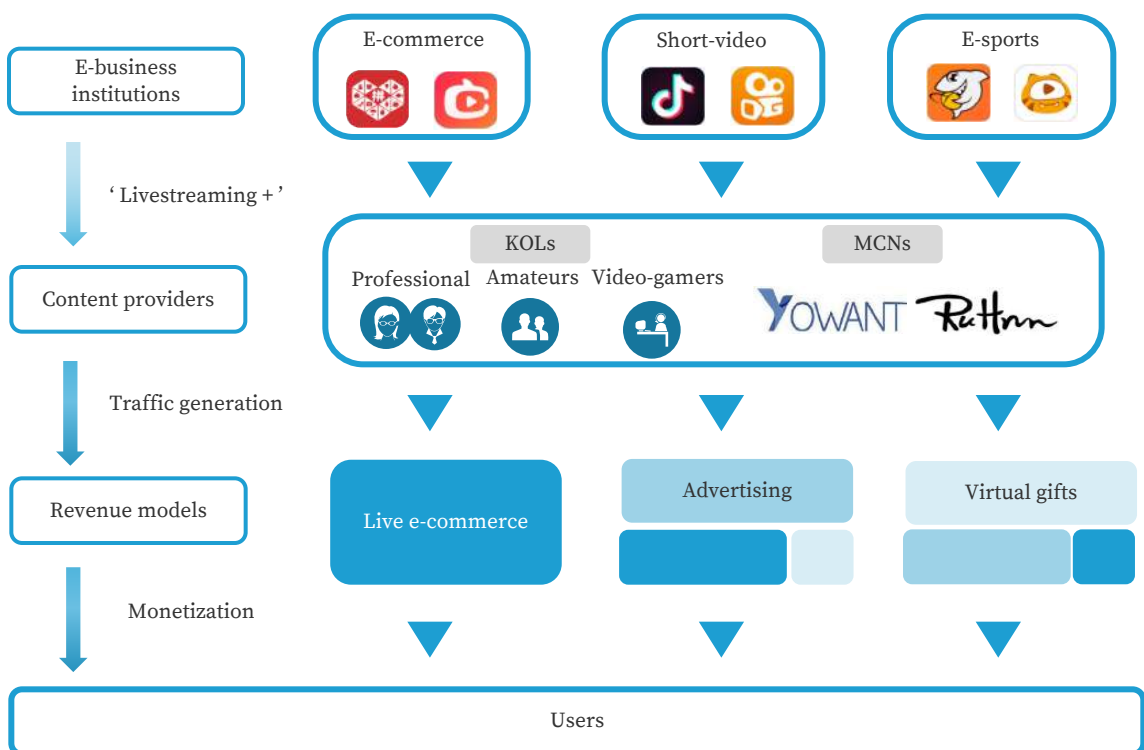 E-commerce
Short-video
E-sports
E-business
institutions
‘ Livestreaming + ’
KOLs
MCNs
Professional
Amateurs
Video-gamers
Content providers
YOWANT
RuHnn
Traffic generation
Advertising
Virtual gifts
Revenue models
Live e-commerce
Monetization
Users